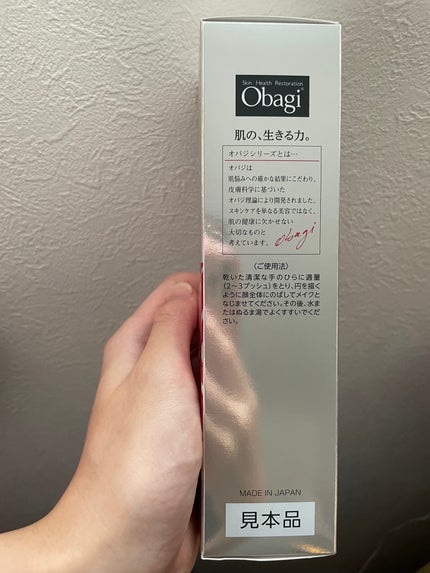 Skin Health Restoration
Obagi
肌の、生きる力。
オバジシリーズとは…
オバジは
肌悩みへの確かな結果にこだわり、
皮膚科学に基づいた
オバジ理論により開発されました。
スキンケアを単なる美容ではなく、
肌の健康に欠かせない
大切なものと
考えています。
Obagi
〈ご使用法〉
乾いた清潔な手のひらに適量
(2〜3プッシュ)をとり、円を描く
ように顔全体にのばしてメイクと
なじませてください。その後、水ま
たはぬるま湯でよくすすいでくだ
さい。
MADE IN JAPAN
見本品